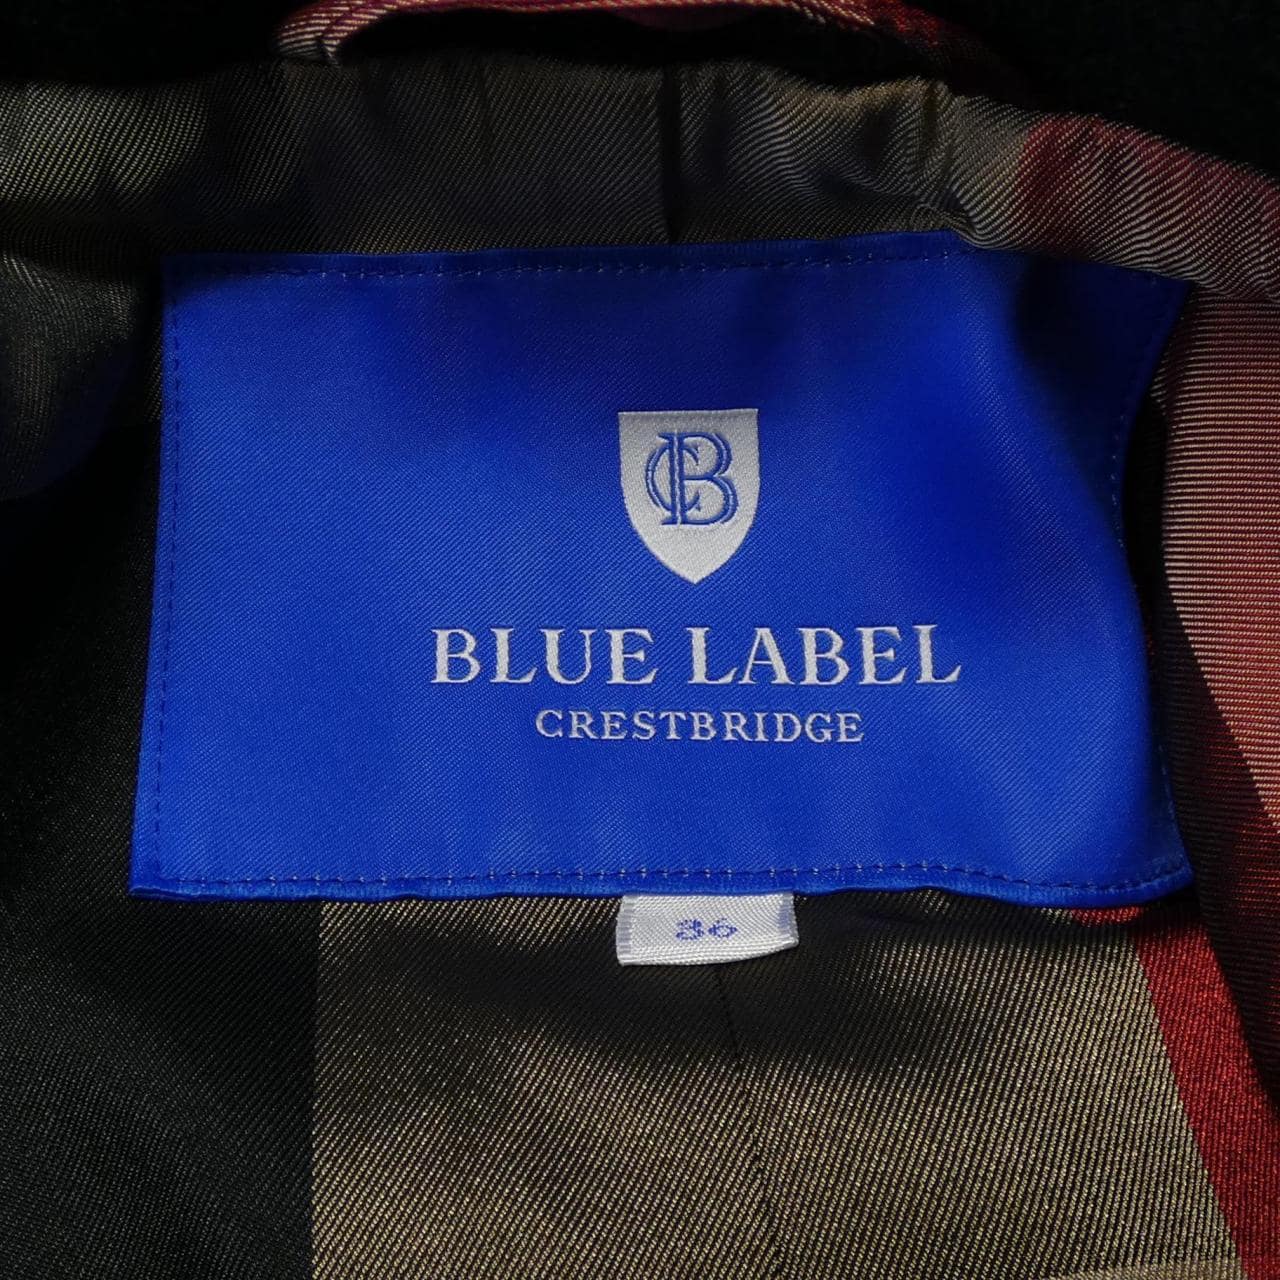 CB
BLUE LABEL
CRESTBRIDGE
36